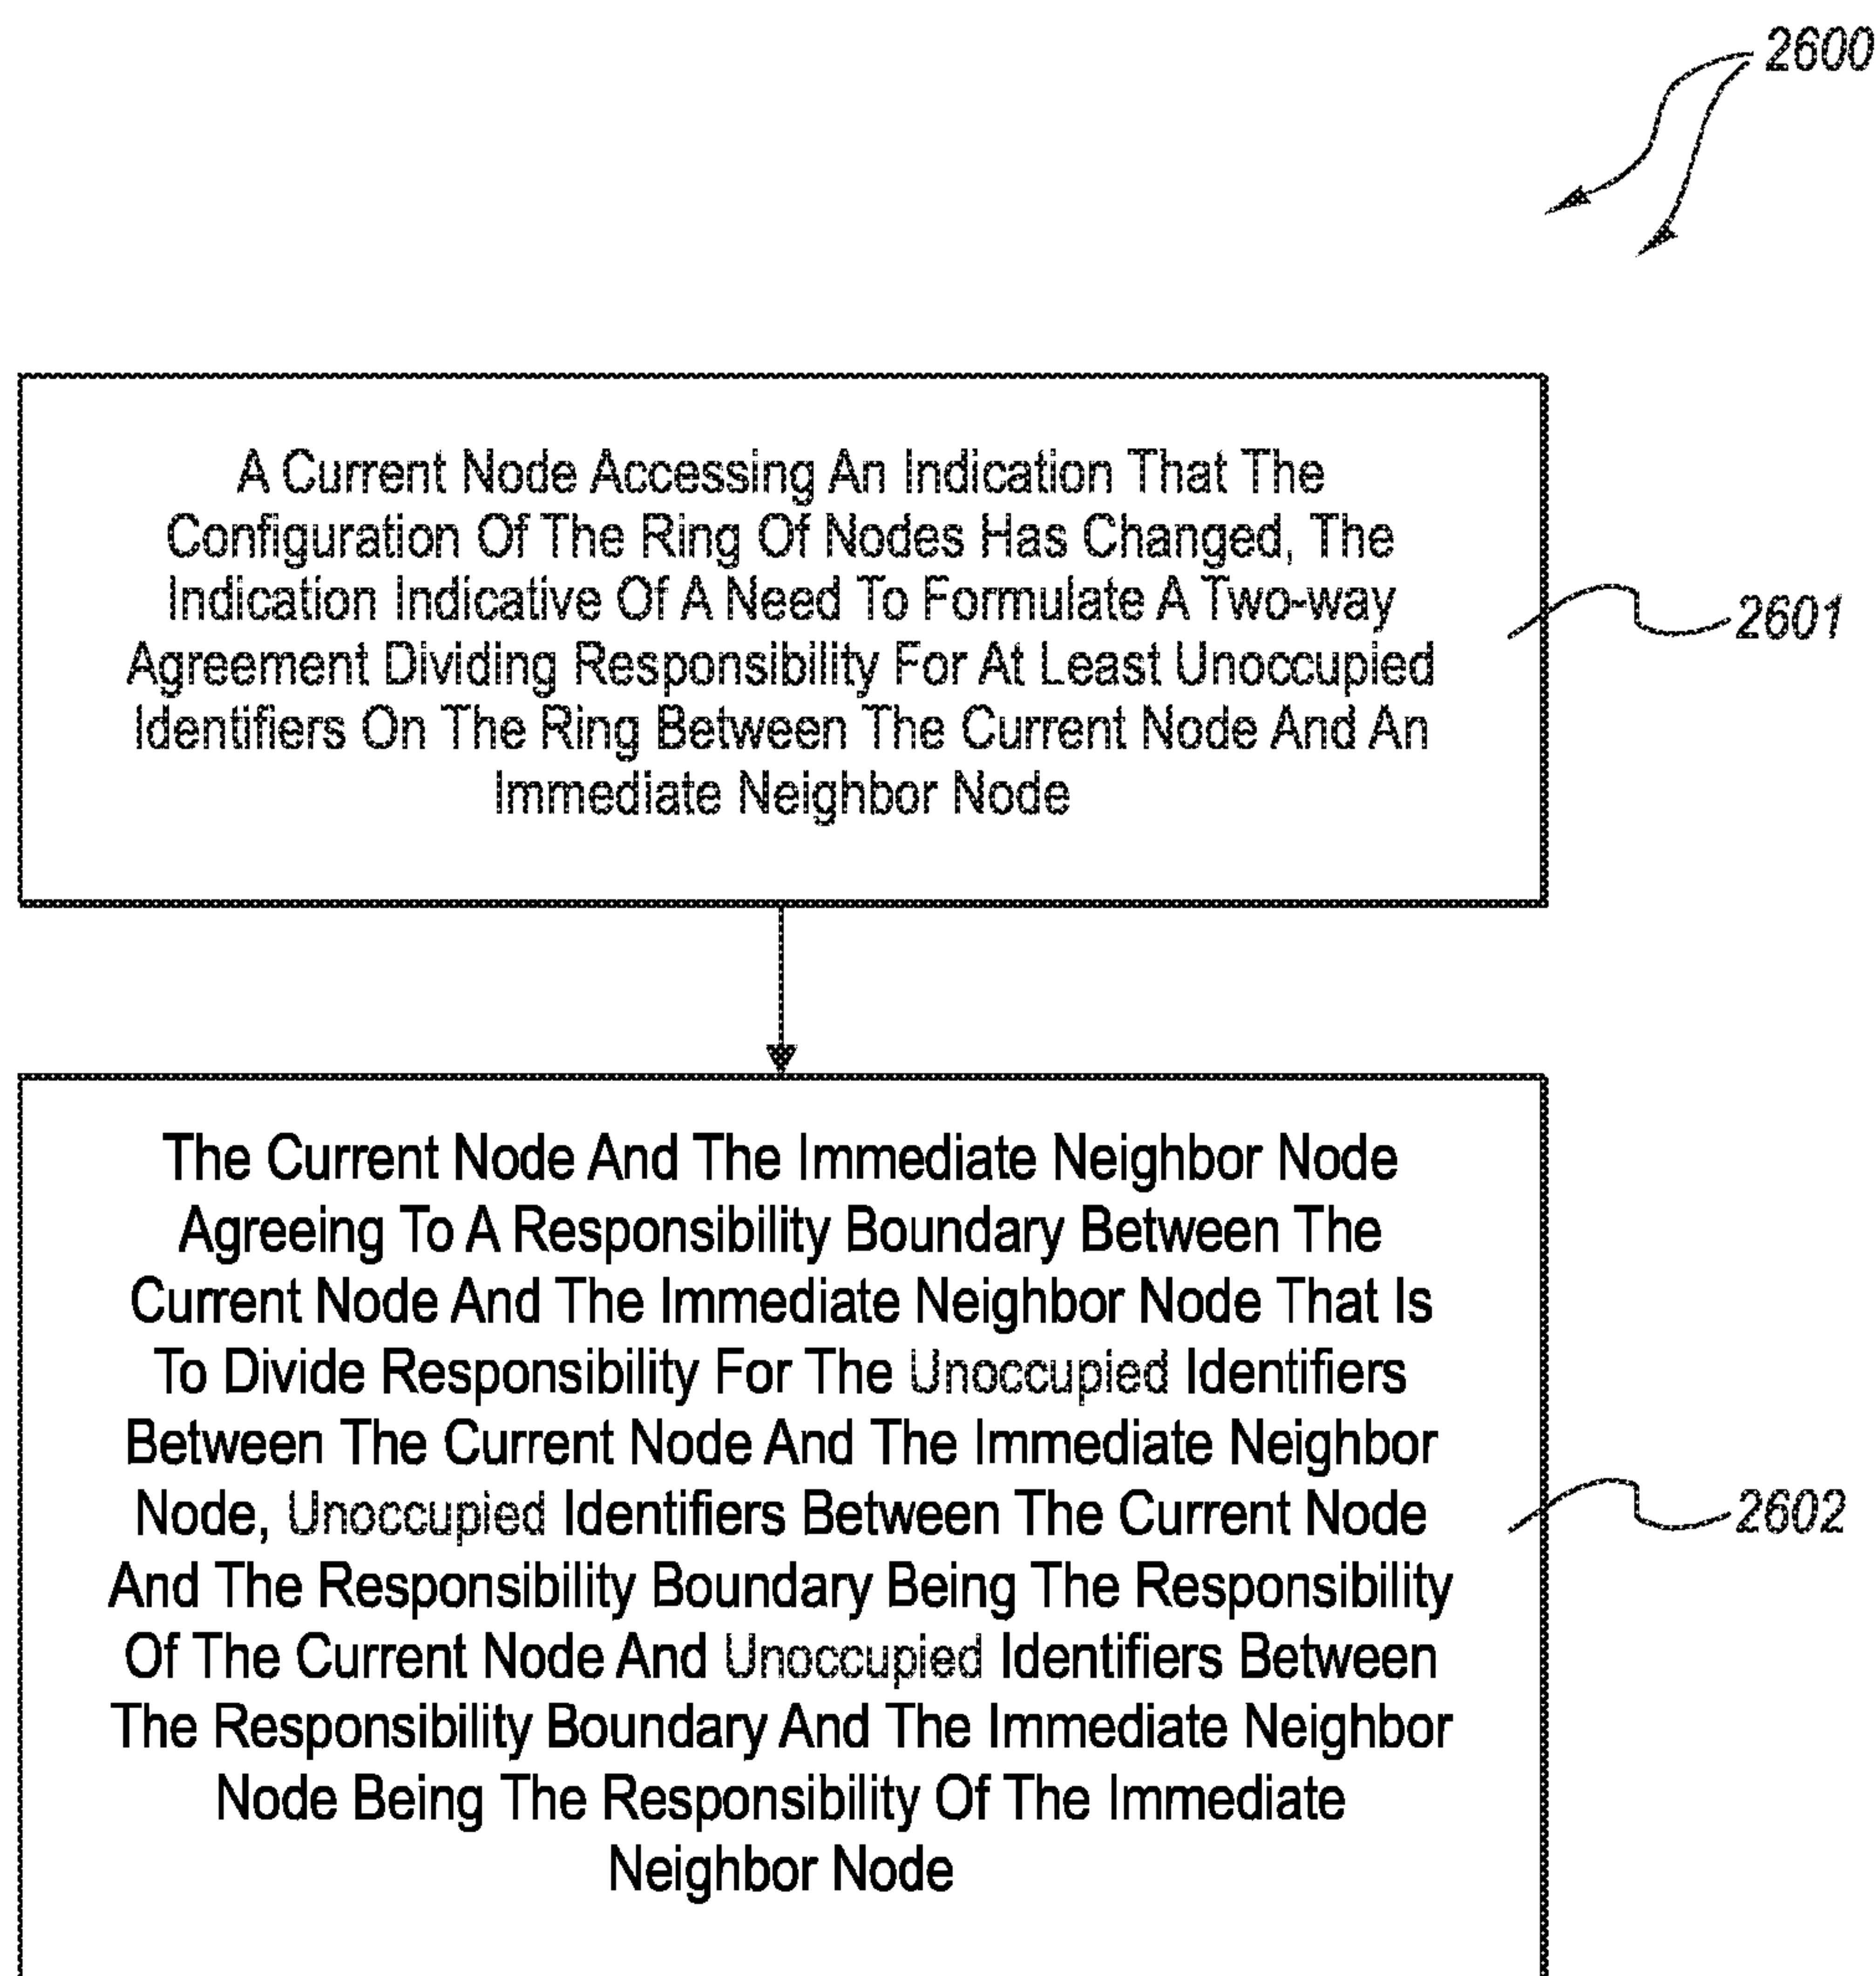 2600
A Current Node Accessing An Indication That The
Configuration Of The Ring Of Nodes Has Changed, The
Indication Indicative Of A Need To Formulate A Two-way
Agreement Dividing Responsibility For At Least Unoccupied
Identifiers On The Ring Between The Current Node And An
Immediate Neighbor Node
2601
The Current Node And The Immediate Neighbor Node
Agreeing To A Responsibility Boundary Between The
Current Node And The Immediate Neighbor Node That Is
To Divide Responsibility For The Unoccupied Identifiers
Between The Current Node And The Immediate Neighbor
Node, Unoccupied Identifiers Between The Current Node
And The Responsibility Boundary Being The Responsibility
Of The Current Node And Unoccupied Identifiers Between
The Responsibility Boundary And The Immediate Neighbor
Node Being The Responsibility Of The Immediate
Neighbor Node
2602